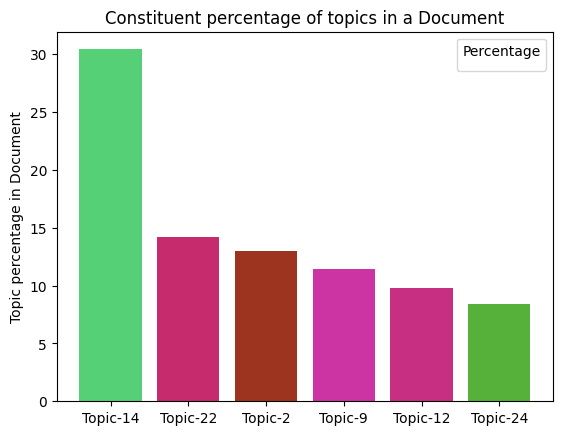 Constituent percentage of topics in a Document
Percentage
Topic percentage in Document
30
25
20
15
10
5
0
Topic-14 Topic-22 Topic-2 Topic-9 Topic-12 Topic-24